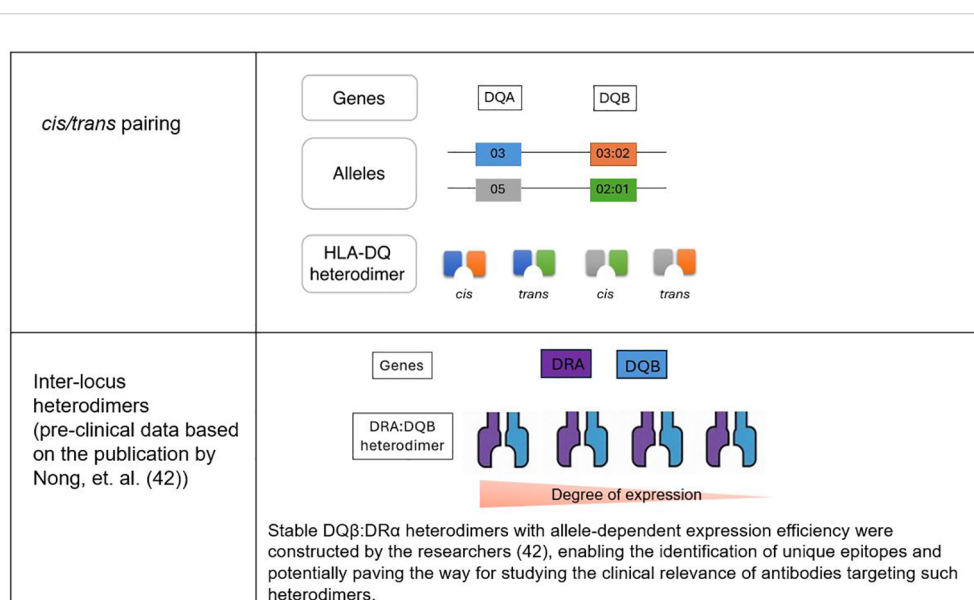 cis/trans pairing
Genes
DQA
DQB
Alleles
03
03:02
05
02:01
HLA-DQ
heterodimer
cis
trans
cis
trans
Inter-locus
heterodimers
(pre-clinical data based
on the publication by
Nong, et. al. (42))
Genes
DRA
DQB
DRA:DQB
heterodimer
Degree of expression
Stable DQβ:DRα heterodimers with allele-dependent expression efficiency were
constructed by the researchers (42), enabling the identification of unique epitopes and
potentially paving the way for studying the clinical relevance of antibodies targeting such
heterodimers.